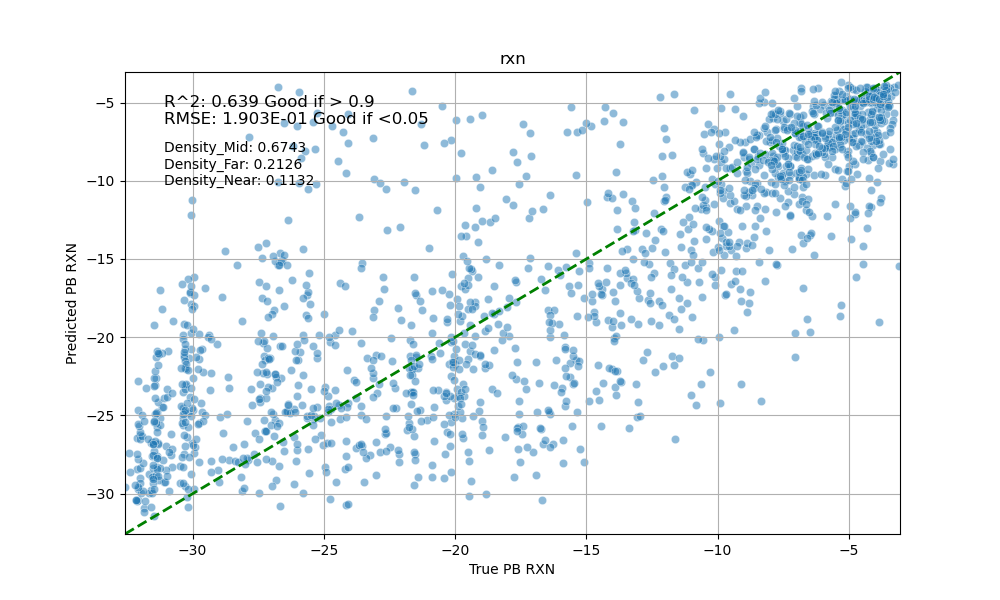 rxn
R^2: 0.639 Good if > 0.9
RMSE: 1.903E-01 Good if <0.05
Density_Mid: 0.6743
Density_Far: 0.2126
Density_Near: 0.1132
Predicted PB RXN
−5
−10
−15
−20
−25
−30
−30
−25
−20
−15
−10
−5
True PB RXN